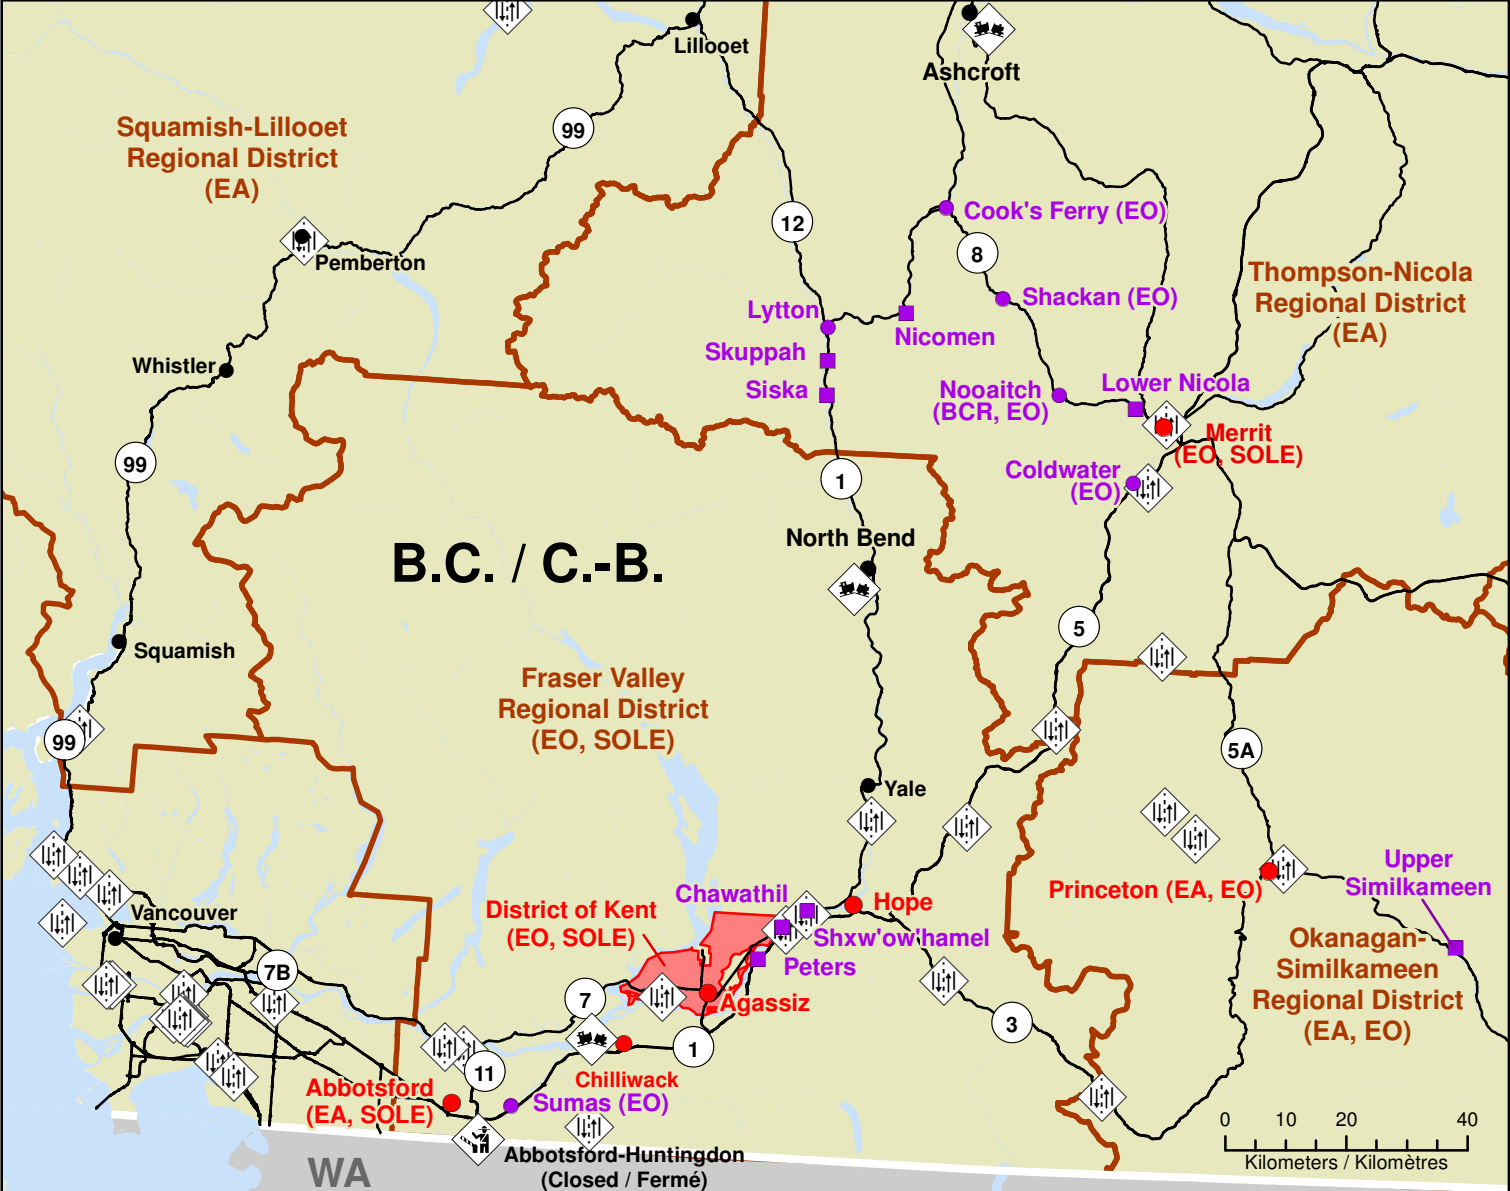 Lillooet
Ashcroft
99
Squamish-Lillooet
Regional District
(EA)
12
Cook's Ferry (EO)
8
Pemberton
Thompson-Nicola
Regional District
(EA)
Shackan (EO)
Lytton
Nicomen
Skuppah
Siska
Whistler
Nooaitch
(BCR, EO)
Lower Nicola
Merrit
(EO, SOLE)
99
Coldwater
(EO)
1
North Bend
B.C. / C.-B.
5
Squamish
Fraser Valley
Regional District
(EO, SOLE)
99
5A
Yale
Upper
Similkameen
Princeton (EA, EO)
Chawathil
Hope
Vancouver
District of Kent
(EO, SOLE)
Shxw'ow'hamel
Peters
Okanagan-
Similkameen
Regional District
(EA, EO)
7B
7
Agassiz
3
1
11
Chilliwack
Abbotsford
(EA, SOLE)
Sumas (EO)
0 10 20 40
Kilometers / Kilomètres
Abbotsford-Huntingdon
(Closed / Fermé)
WA